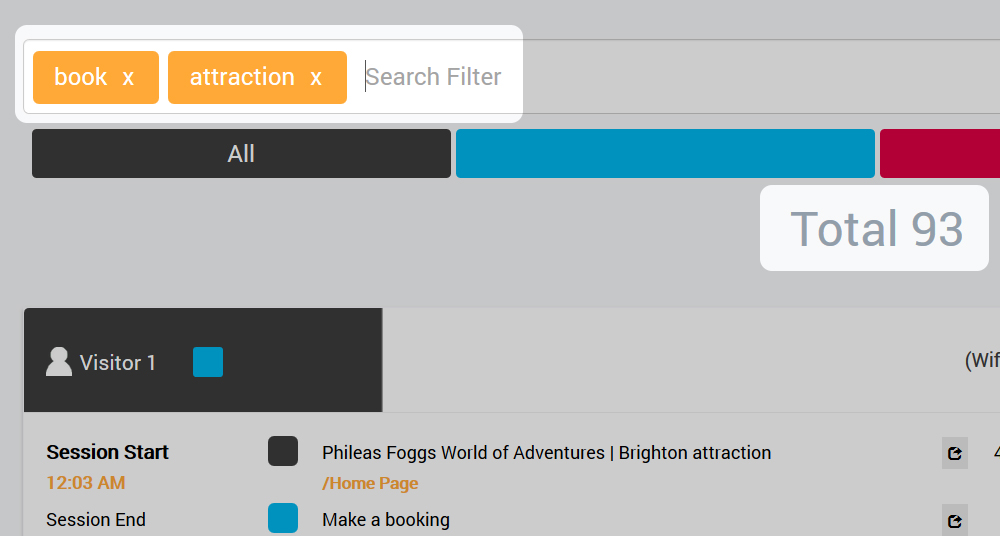 book x attraction x Search Filter
All
Total 93
Visitor 1
(Wif
Session Start Phileas Foggs World of Adventures | Brighton attraction 4
12:03 AM /Home Page
Session End Make a booking